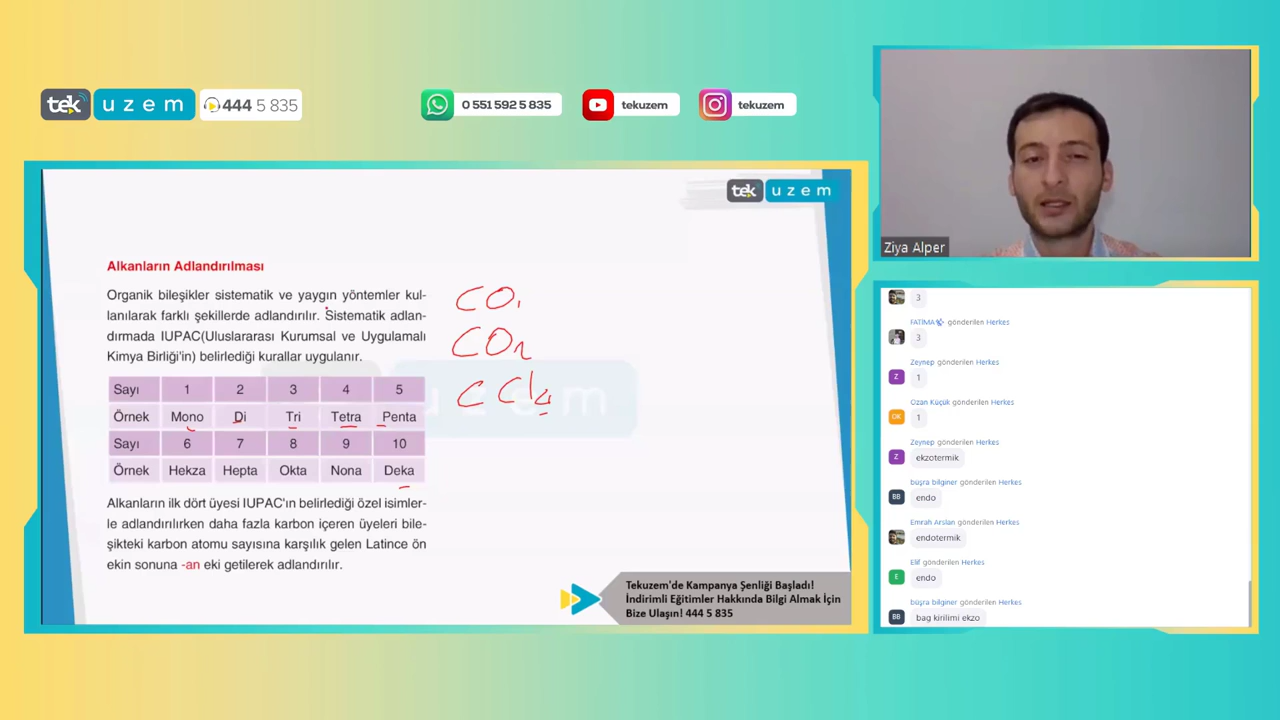 tek uzem 444 5 835
0 551 592 5 835
tekuzem
tekuzem
tek uzem
Alkanların Adlandırılması
Organik bileşikler sistematik ve yaygın yöntemler kul-
lanılarak farklı şekillerde adlandırılır. Sistematik adlan-
dırmada IUPAC(Uluslararası Kurumsal ve Uygulamalı
Kimya Birliği'in) belirlediği kurallar uygulanır.
Sayı 1 2 3 4 5
Örnek Mono Di Tri Tetra Penta
Sayı 6 7 8 9 10
Örnek Hekza Hepta Okta Nona Deka
Alkanların ilk dört üyesi IUPAC'ın belirlediği özel isimler-
le adlandırılırken daha fazla karbon içeren üyeleri bile-
şikteki karbon atomu sayısına karşılık gelen Latince ön
ekin sonuna -an eki getirilerek adlandırılır.
CO
CO2
CCl4
uzem
Tekuzem'de Kampanya Şenliği Başladı!
İndirimli Eğitimler Hakkında Bilgi Almak İçin
Bize Ulaşın! 444 5 835
Ziya Alper
3
FATIMA gönderilen Herkes
3
Zeynep gönderilen Herkes
Z 1
Ozan Küçük gönderilen Herkes
OK 1
Zeynep gönderilen Herkes
Z ekzotermik
buşra bilginer gönderilen Herkes
BB endo
Emrah Arslan gönderilen Herkes
endotermik
Elif gönderilen Herkes
E endo
buşra bilginer gönderilen Herkes
BB bag kirilimi ekzo